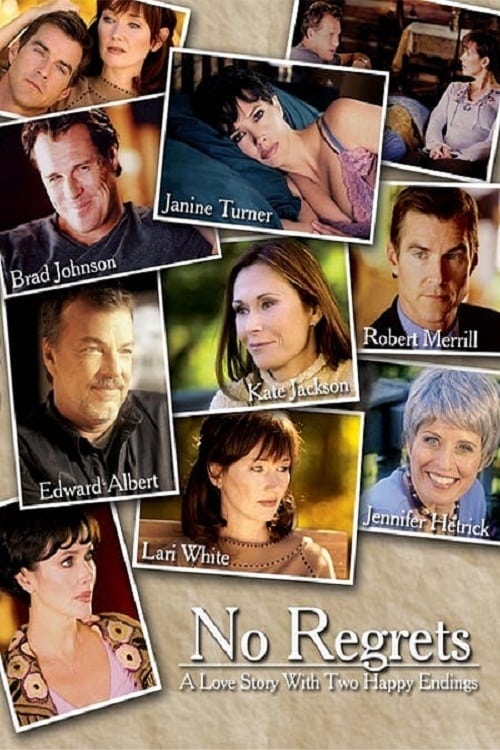 Janine Turner
Brad Johnson
Robert Merrill
Kate Jackson
Edward Albert
Jennifer Hetrick
Lari White
No Regrets
A Love Story With Two Happy Endings